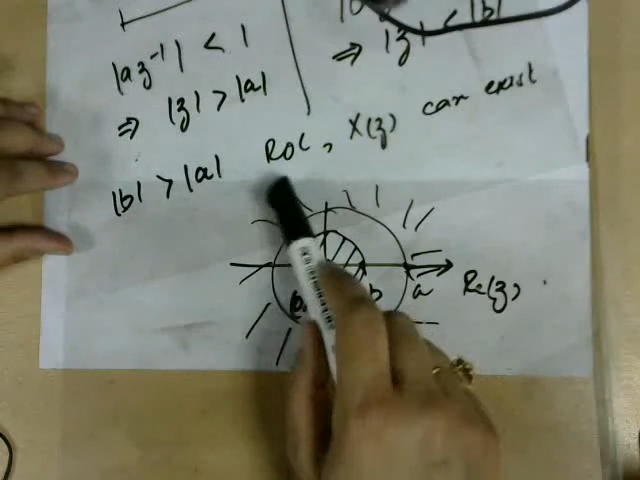 |az⁻¹| < 1
⇒ |z| < |b|
⇒ |z| > |a|
|b| > |a| ROC, X(z) can exist
b a Re(z)